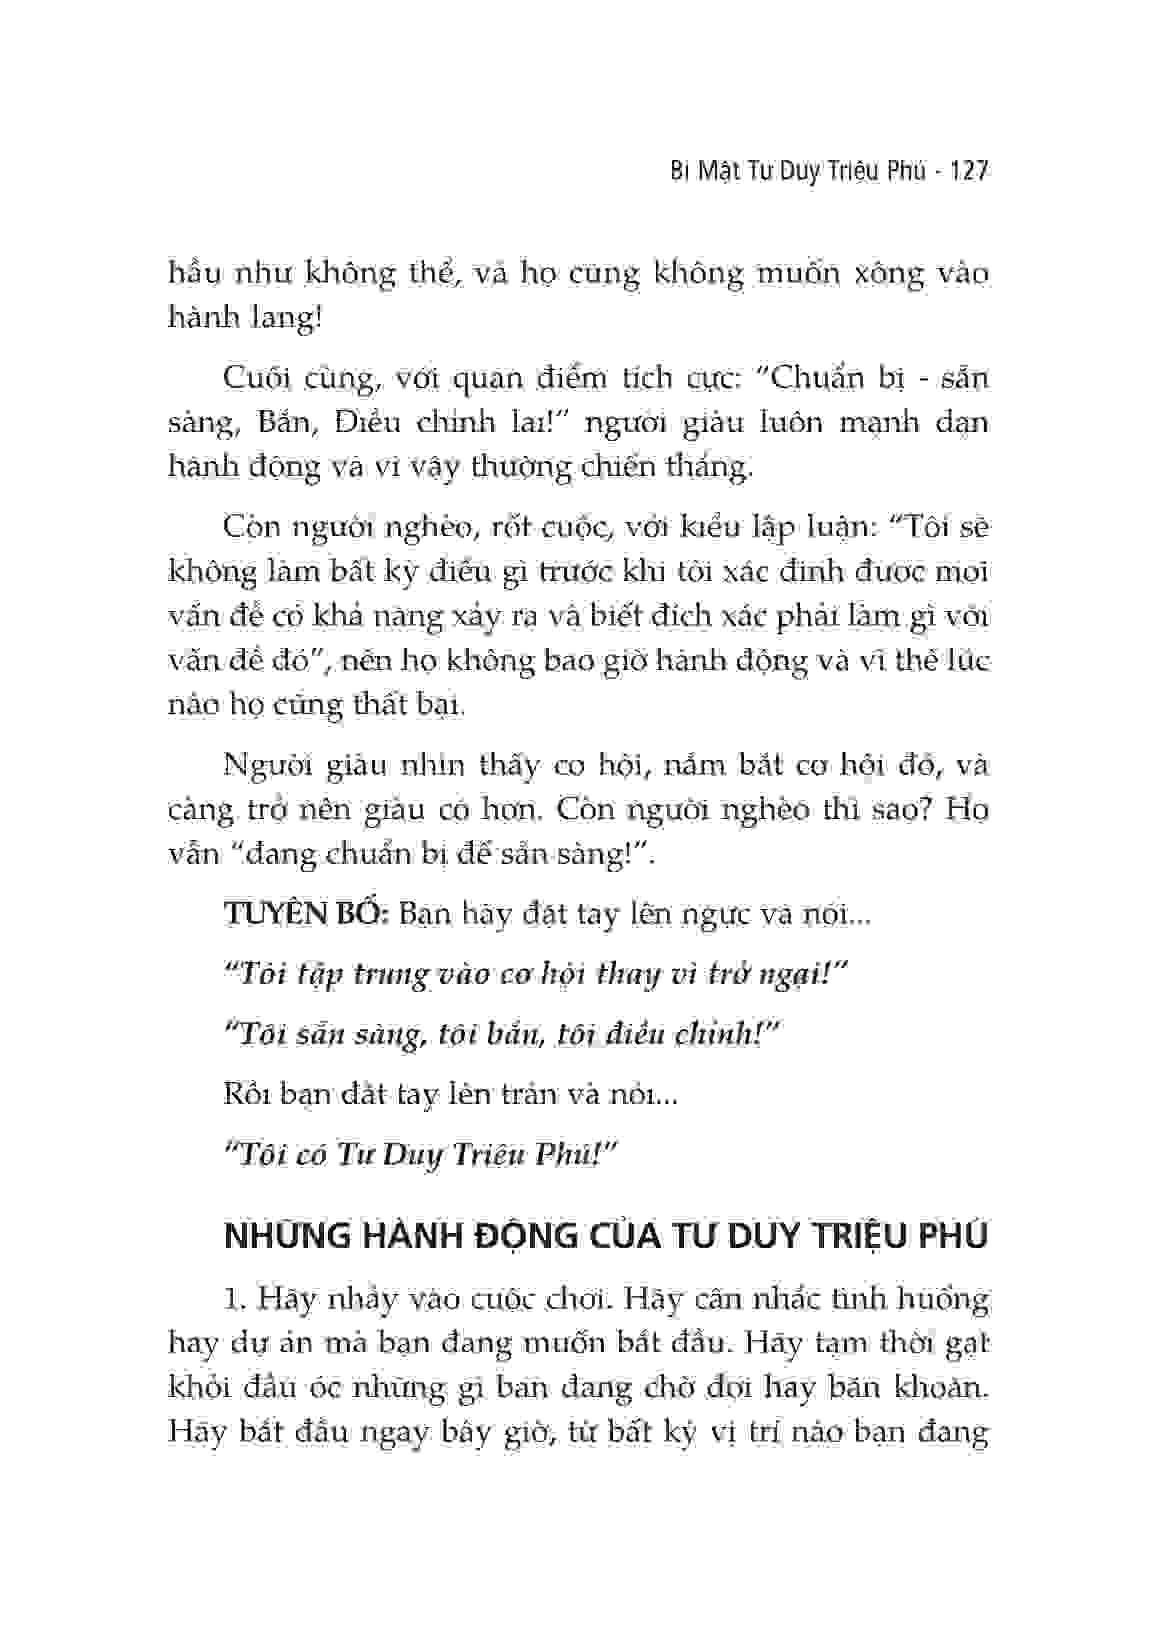 Bí Mật Tư Duy Triệu Phú - 127
hầu như không thể, và họ cũng không muốn xông vào
hành lang!
Cuối cùng, với quan điểm tích cực: “Chuẩn bị - sẵn
sàng, Bắn, Điều chỉnh lại!” người giàu luôn mạnh dạn
hành động và vì vậy thường chiến thắng.
Còn người nghèo, rốt cuộc, với kiểu lập luận: “Tôi sẽ
không làm bất kỳ điều gì trước khi tôi xác định được mọi
vấn đề có khả năng xảy ra và biết đích xác phải làm gì với
vấn đề đó”, nên họ không bao giờ hành động và vì thế lúc
nào họ cũng thất bại.
Người giàu nhìn thấy cơ hội, nắm bắt cơ hội đó, và
càng trở nên giàu có hơn. Còn người nghèo thì sao? Họ
vẫn “đang chuẩn bị để sẵn sàng!”.
TUYÊN BỐ: Bạn hãy đặt tay lên ngực và nói...
“Tôi tập trung vào cơ hội thay vì trở ngại!”
“Tôi sẵn sàng, tôi bắn, tôi điều chỉnh!”
Rồi bạn đặt tay lên trán và nói...
“Tôi có Tư Duy Triệu Phú!”
NHỮNG HÀNH ĐỘNG CỦA TƯ DUY TRIỆU PHÚ
1. Hãy nhảy vào cuộc chơi. Hãy cân nhắc tình huống
hay dự án mà bạn đang muốn bắt đầu. Hãy tạm thời gạt
khỏi đầu óc những gì bạn đang chờ đợi hay băn khoăn.
Hãy bắt đầu ngay bây giờ, từ bất kỳ vị trí nào bạn đang